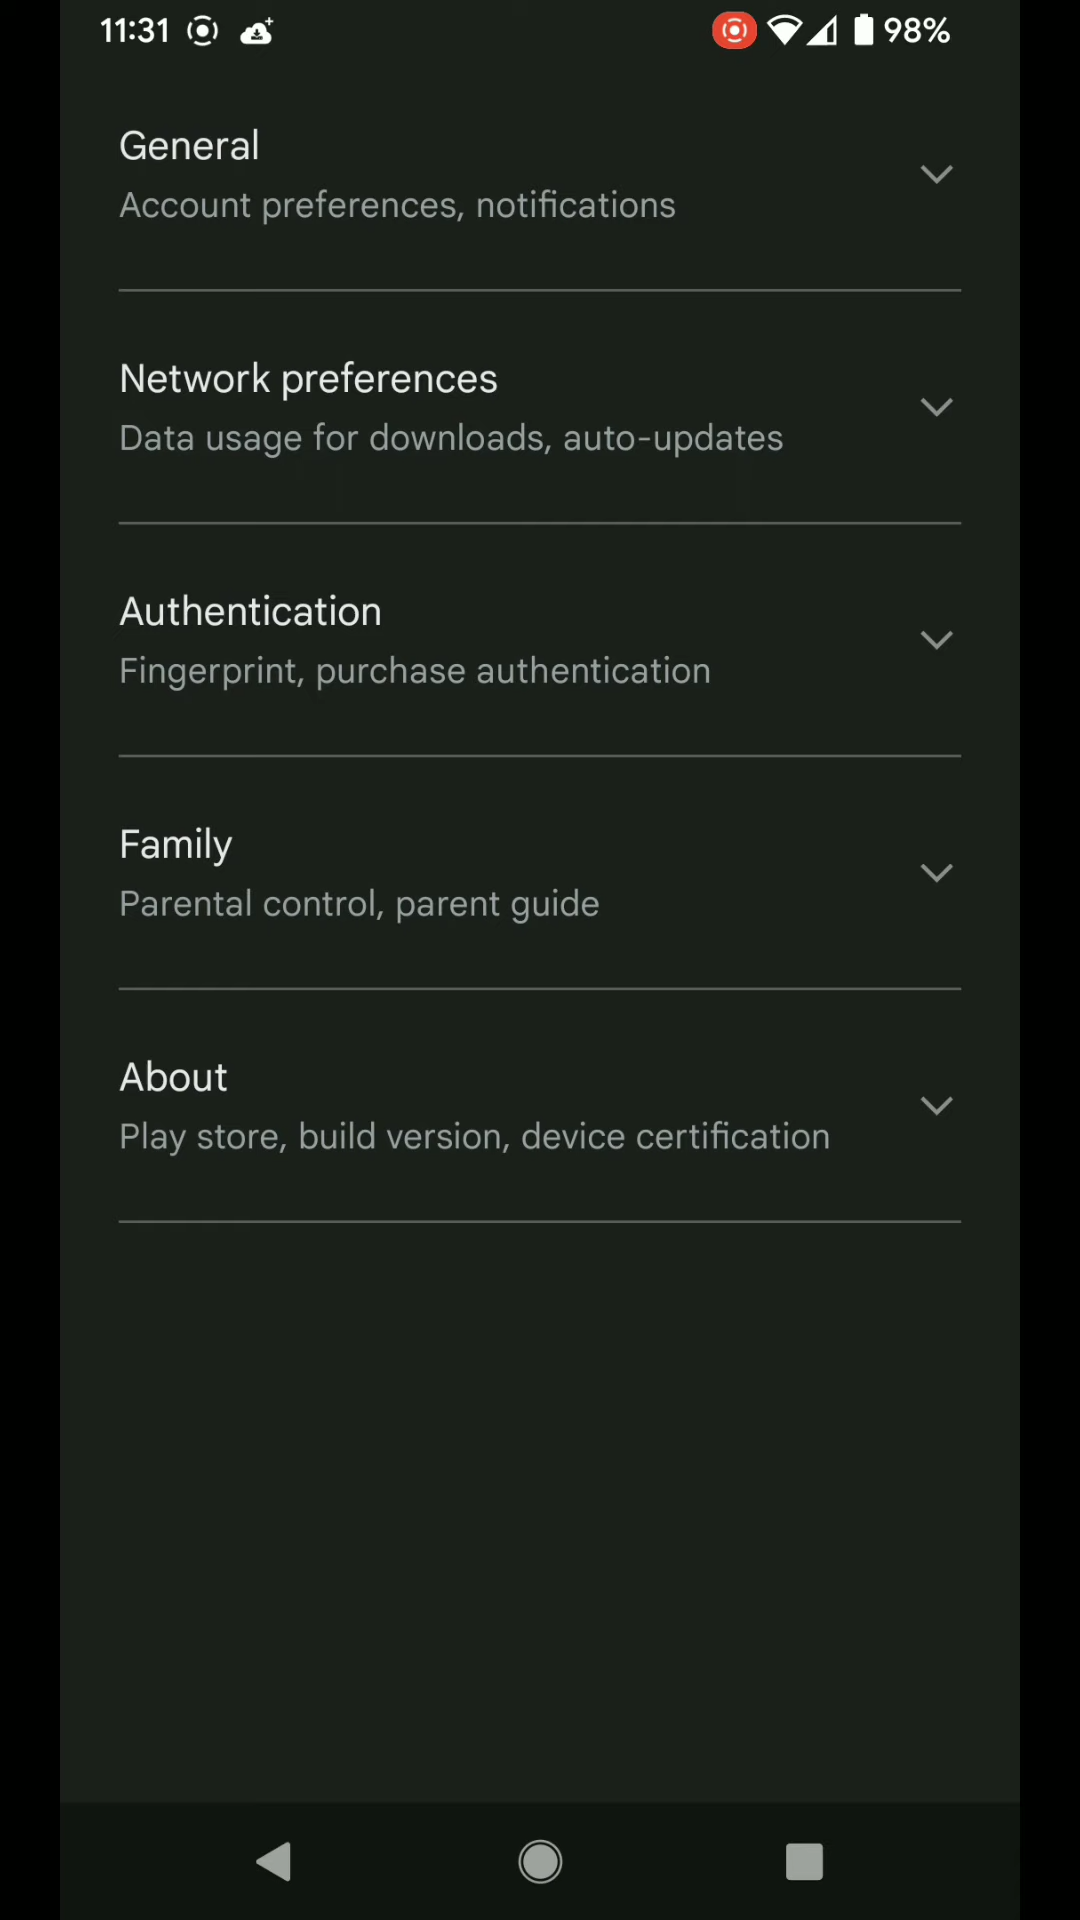 11:31 98%
General
Account preferences, notifications
Network preferences
Data usage for downloads, auto-updates
Authentication
Fingerprint, purchase authentication
Family
Parental control, parent guide
About
Play store, build version, device certification